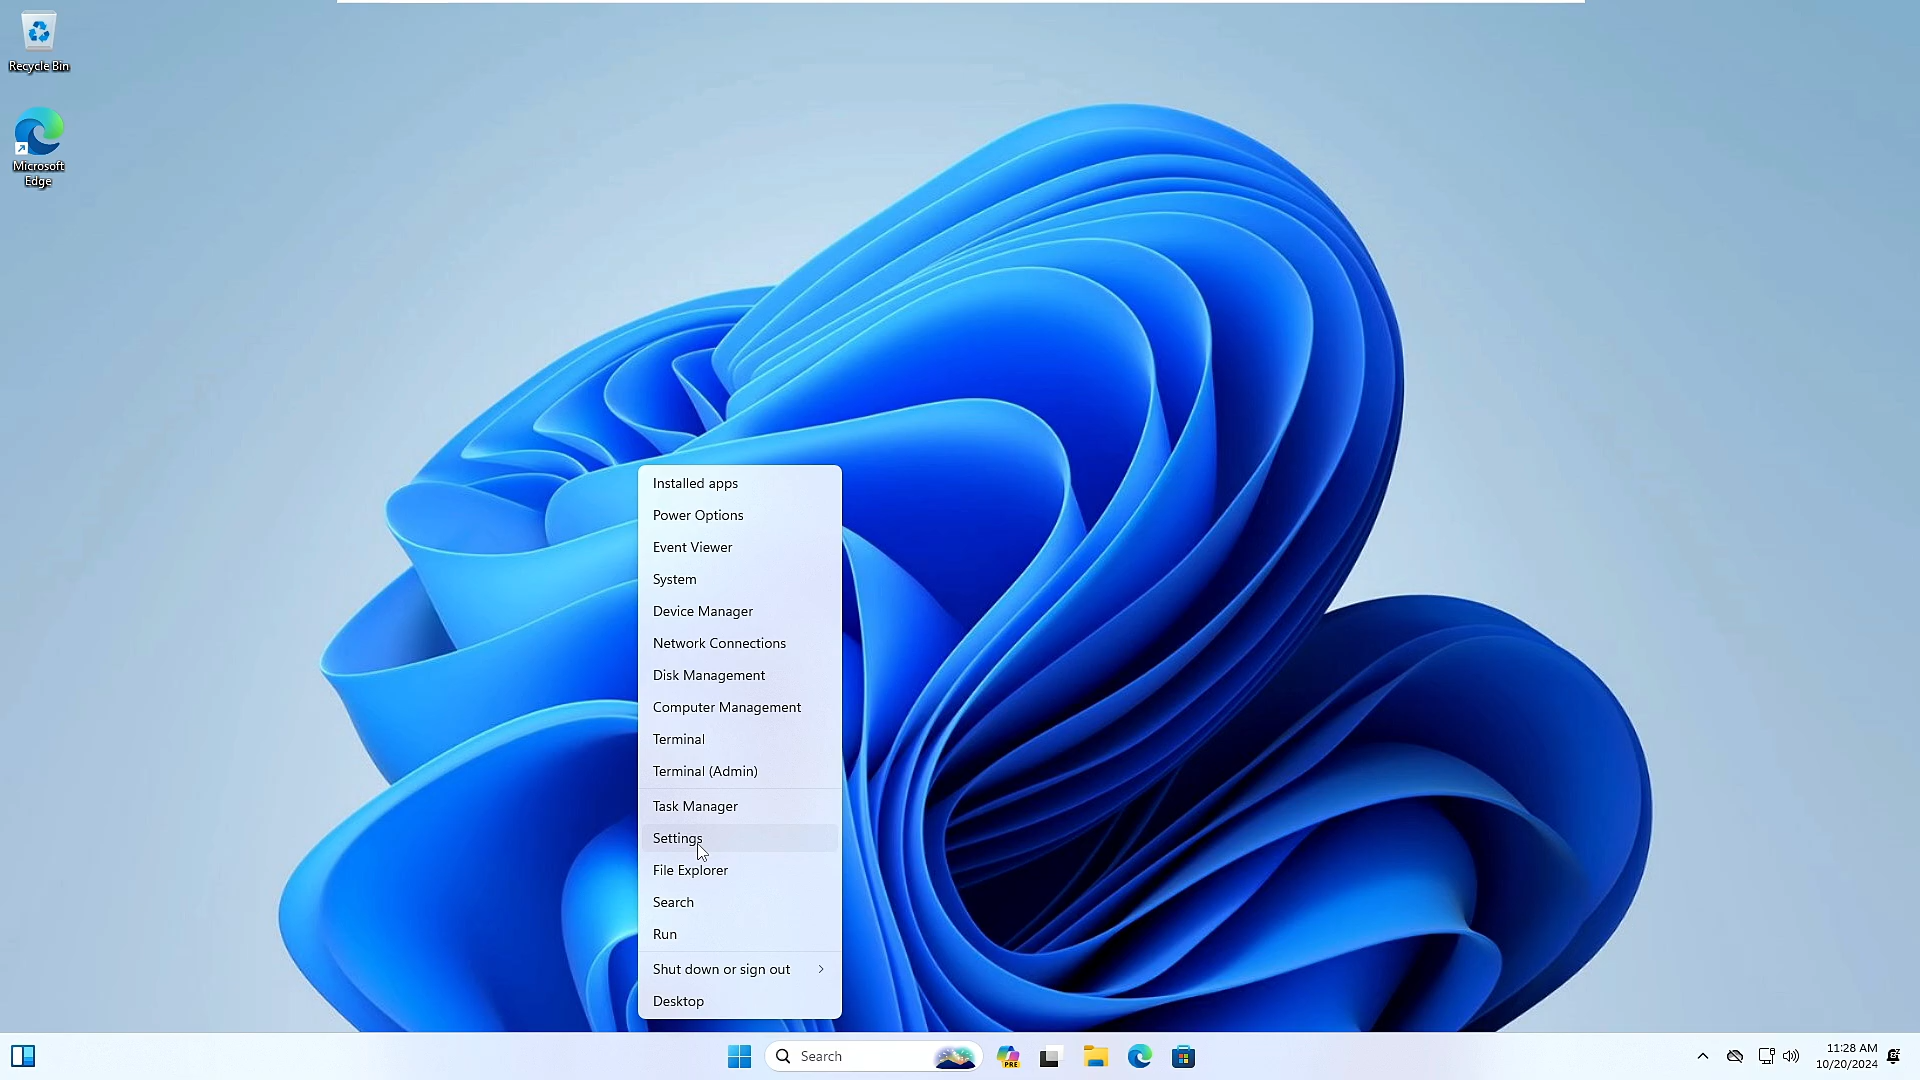 Recycle Bin
Microsoft
Edge
Installed apps
Power Options
Event Viewer
System
Device Manager
Network Connections
Disk Management
Computer Management
Terminal
Terminal (Admin)
Task Manager
Settings
File Explorer
Search
Run
Shut down or sign out
Desktop
Search
PRE
11:28 AM
10/20/2024